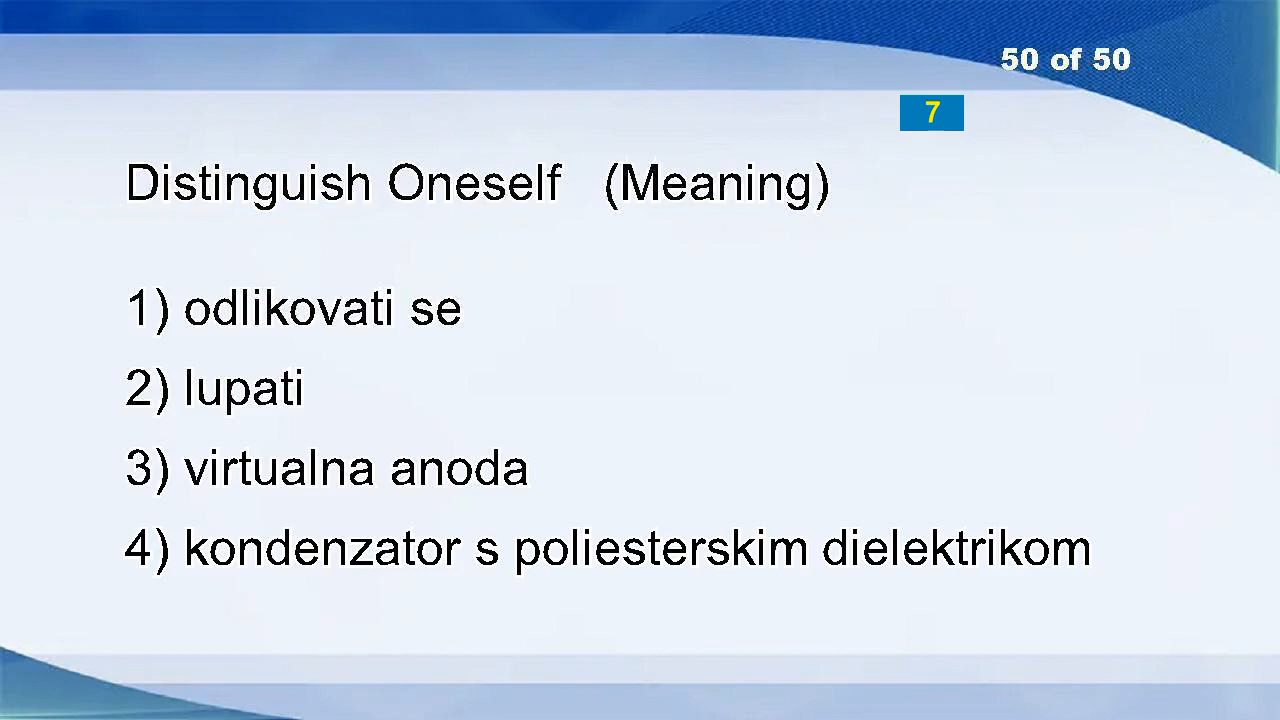 50 of 50
7
Distinguish Oneself (Meaning)
1) odlikovati se
2) lupati
3) virtualna anoda
4) kondenzator s poliesterskim dielektrikom